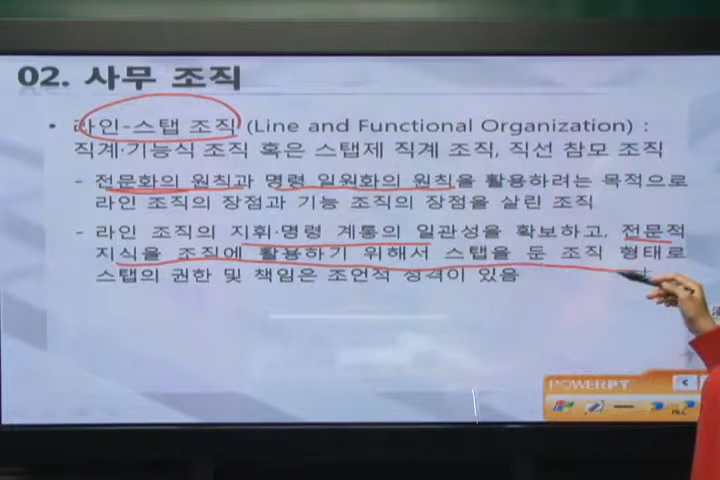 02. 사무 조직
• 라인-스탭 조직 (Line and Functional Organization) :
직계·기능식 조직 혹은 스탭제 직계 조직, 직선 참모 조직
- 전문화의 원칙과 명령 일원화의 원칙을 활용하려는 목적으로
라인 조직의 장점과 기능 조직의 장점을 살린 조직
- 라인 조직의 지휘·명령 계통의 일관성을 확보하고, 전문적
지식을 조직에 활용하기 위해서 스탭을 둔 조직 형태로
스탭의 권한 및 책임은 조언적 성격이 있음
POWERPT
ALL